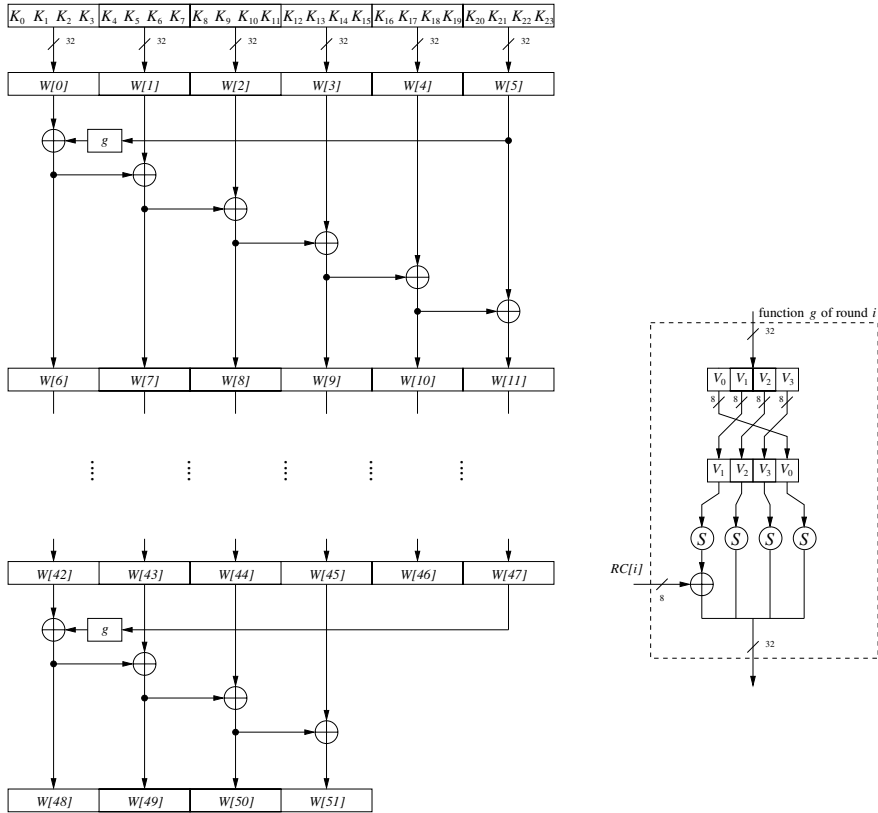 K0 K1 K2 K3 K4 K5 K6 K7 K8 K9 K10 K11 K12 K13 K14 K15 K16 K17 K18 K19 K20 K21 K22 K23
32 32 32 32 32 32
W[0] W[1] W[2] W[3] W[4] W[5]
g
W[6] W[7] W[8] W[9] W[10] W[11]
W[42] W[43] W[44] W[45] W[46] W[47]
g
W[48] W[49] W[50] W[51]
function g of round i
32
V0 V1 V2 V3
8 8 8 8
V1 V2 V3 V0
S S S S
RC[i]
8
32